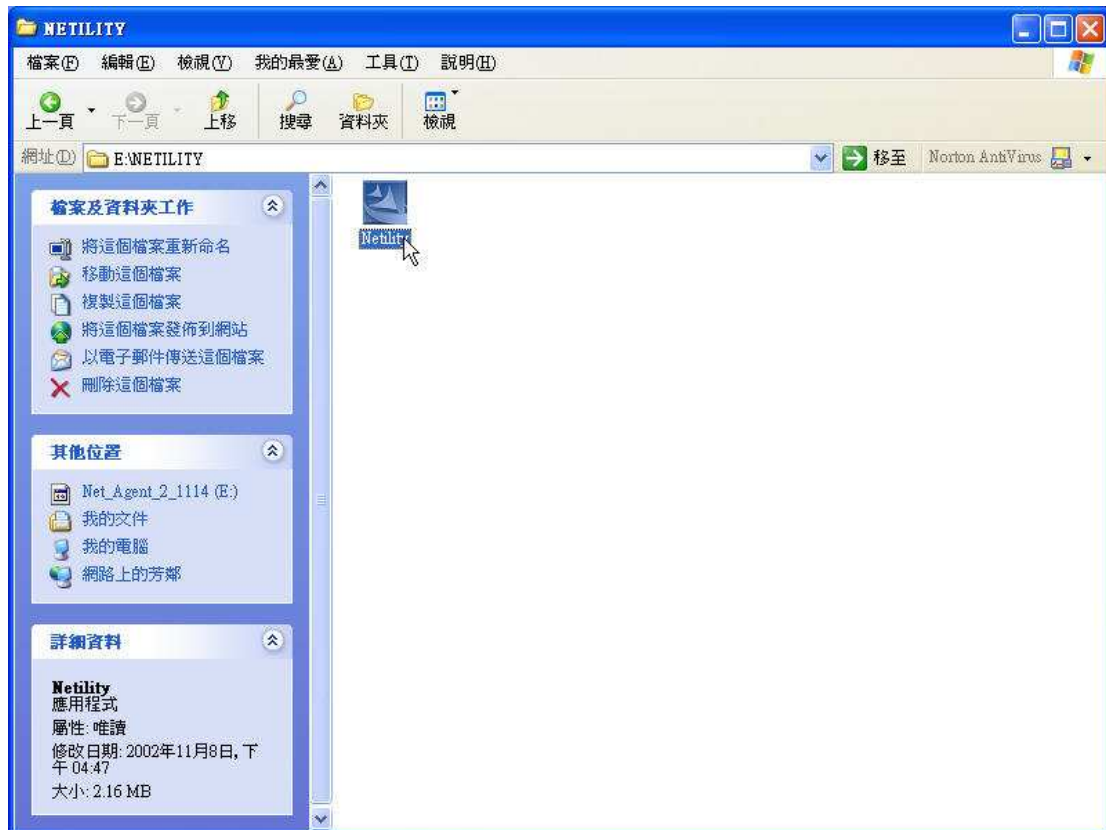 NETILITY
檔案(F) 編輯(E) 檢視(V) 我的最愛(A) 工具(T) 說明(H)
上一頁 下一頁 上移 搜尋 資料夾 檢視
網址(D) E:\NETILITY 移至 Norton AntiVirus
檔案及資料夾工作
將這個檔案重新命名
移動這個檔案
複製這個檔案
將這個檔案發佈到網站
以電子郵件傳送這個檔案
刪除這個檔案
其他位置
Net_Agent_2_1114 (E:)
我的文件
我的電腦
網路上的芳鄰
詳細資料
Netility
應用程式
屬性: 唯讀
修改日期: 2002年11月8日, 下
午 04:47
大小: 2.16 MB
Netility